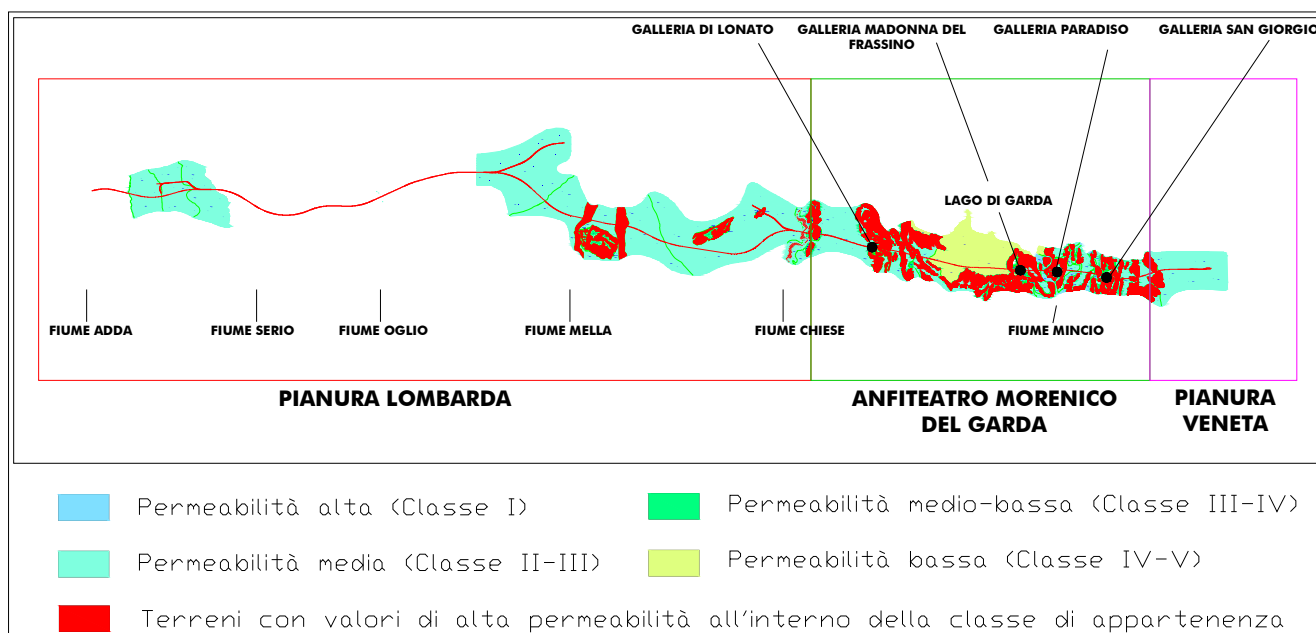 GALLERIA DI LONATO
GALLERIA MADONNA DEL
FRASSINO
GALLERIA PARADISO
GALLERIA SAN GIORGIO
LAGO DI GARDA
FIUME ADDA
FIUME SERIO
FIUME OGLIO
FIUME MELLA
FIUME CHIESE
FIUME MINCIO
PIANURA LOMBARDA
ANFITEATRO MORENICO
DEL GARDA
PIANURA
VENETA
Permeabilità alta (Classe I)
Permeabilità medio-bassa (Classe III-IV)
Permeabilità media (Classe II-III)
Permeabilità bassa (Classe IV-V)
Terreni con valori di alta permeabilità all'interno della classe di appartenenza